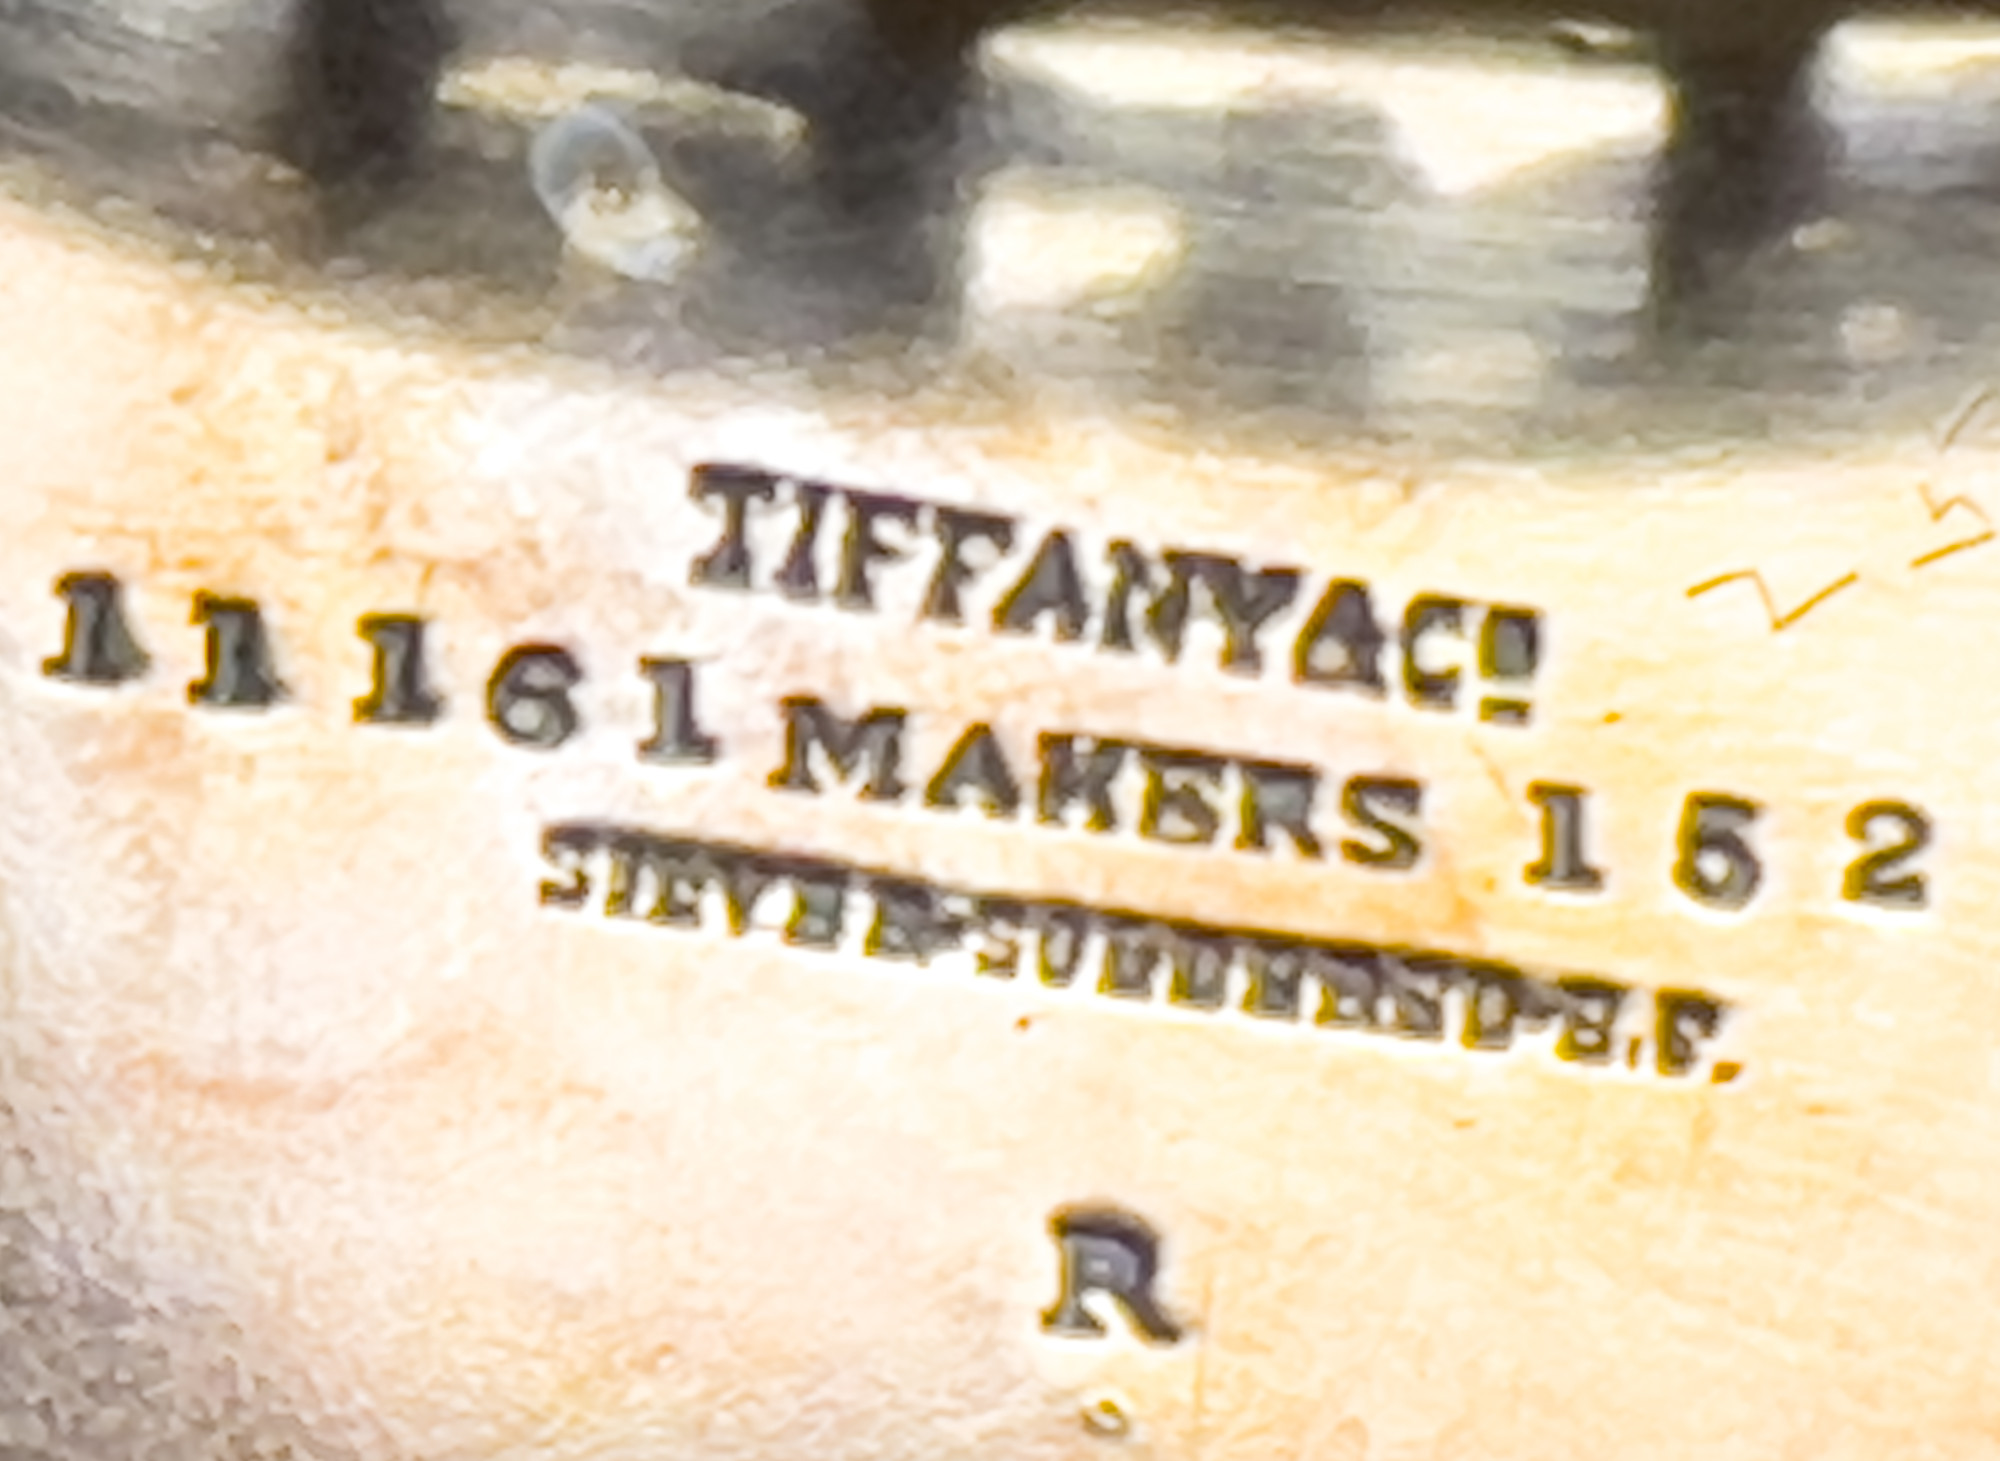 TIFFANY&Cº
11161 MAKERS 152
SILVER-SOLDERED-E.P.
R